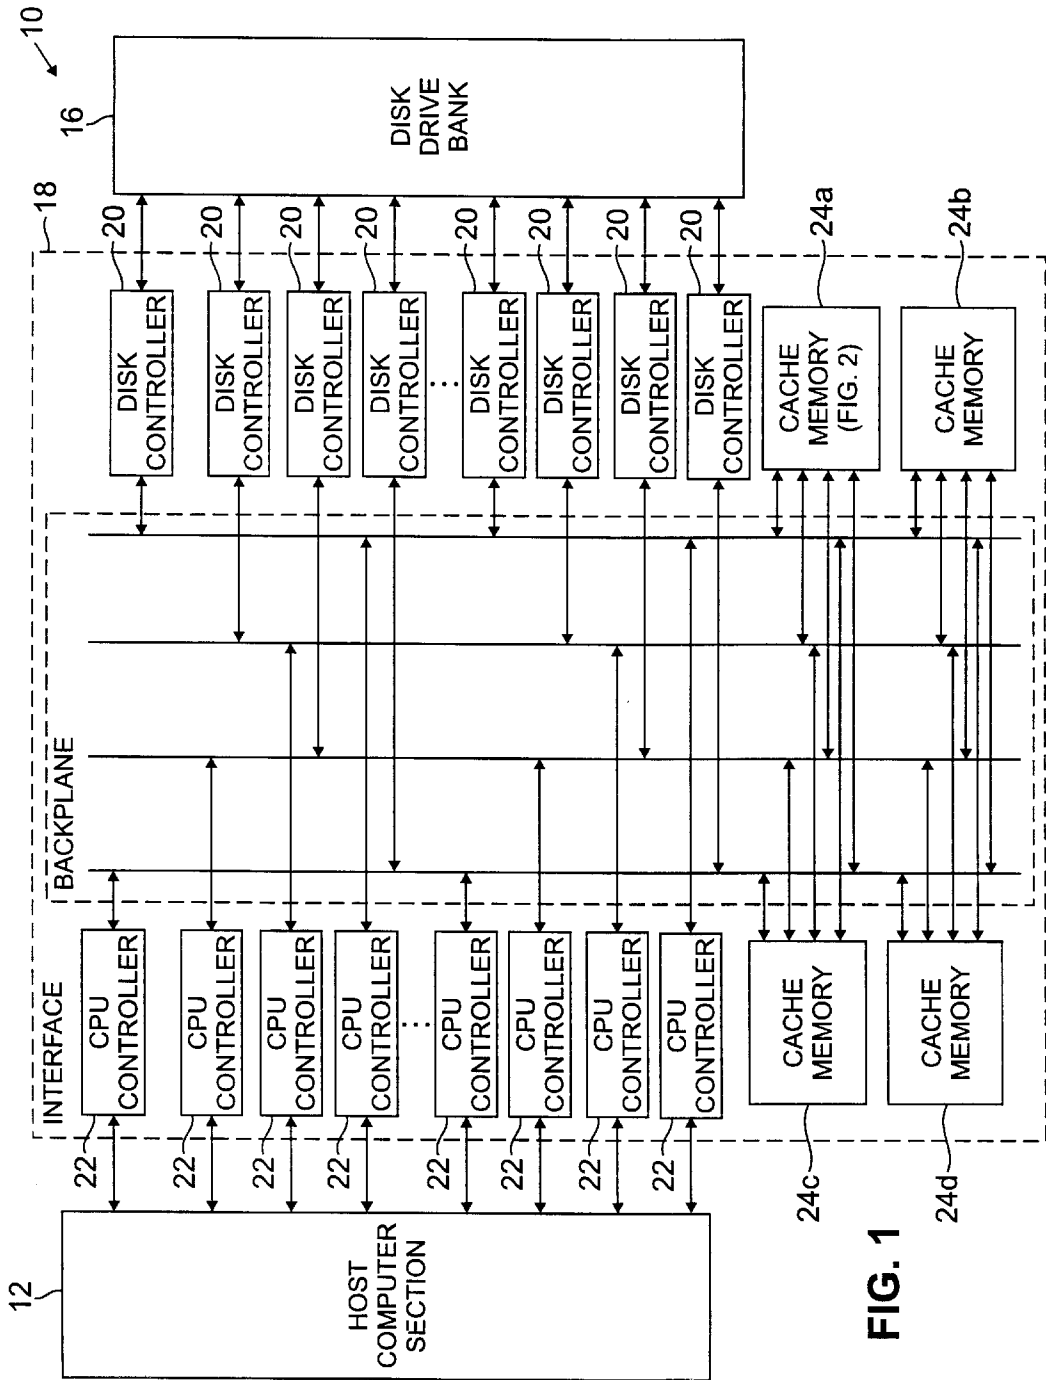 10
16
DISK
DRIVE
BANK
18
20
20
20
20
20
20
20
20
DISK
CONTROLLER
DISK
CONTROLLER
DISK
CONTROLLER
DISK
CONTROLLER
....
DISK
CONTROLLER
DISK
CONTROLLER
DISK
CONTROLLER
DISK
CONTROLLER
24a
CACHE
MEMORY
(FIG. 2)
24b
CACHE
MEMORY
BACKPLANE
INTERFACE
CPU
CONTROLLER
CPU
CONTROLLER
CPU
CONTROLLER
CPU
CONTROLLER
....
CPU
CONTROLLER
CPU
CONTROLLER
CPU
CONTROLLER
CPU
CONTROLLER
CACHE
MEMORY
CACHE
MEMORY
22
22
22
22
22
22
22
22
24c
24d
12
HOST
COMPUTER
SECTION
FIG. 1